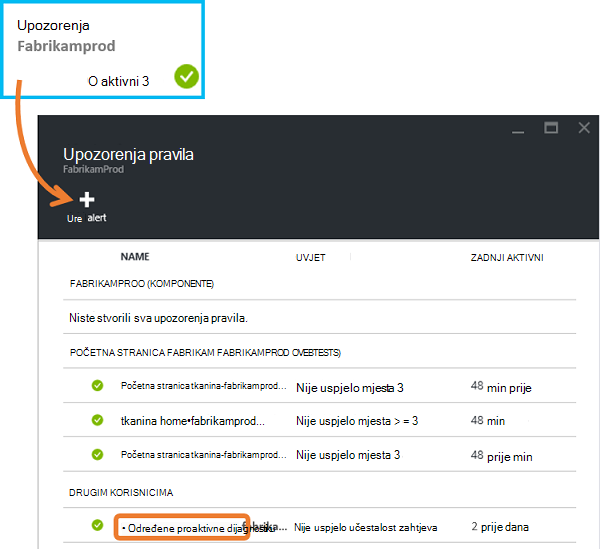 Upozorenja
Fabrikamprod
O aktivni 3
Upozorenja pravila
FabrikamProd
Ure alert
NAME UVJET ZADNJI AKTIVNI
FABRIKAMPROO (KOMPONENTE)
Niste stvorili sva upozorenja pravila.
POČETNA STRANICA FABRIKAM FABRIKAMPROD OVEBTESTS)
Početna stranica tkanina-fabrikamprod... Nije uspjelo mjesta 3 48 min prije
tkanina home•fabrikamprod... Nije uspjelo mjesta > = 3 48 min
Početna stranica tkanina-fabrikamprod... Nije uspjelo mjesta 3 48 prije min
DRUGIM KORISNICIMA
• Određene proaktivne fabrika... Nije uspjelo učestalost zahtjeva 2 prije dana